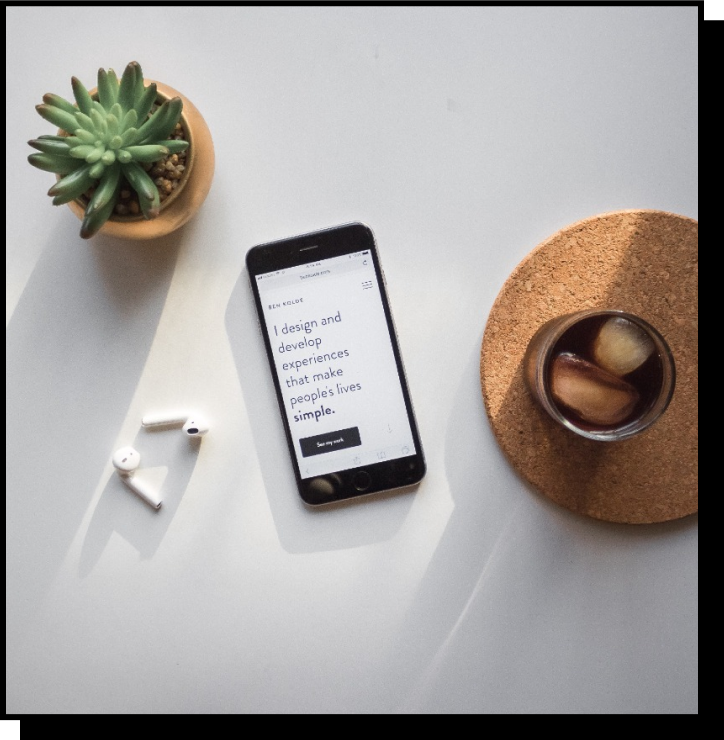 BEN KOLDE
I design and
develop
experiences
that make
people's lives
simple.
See my work